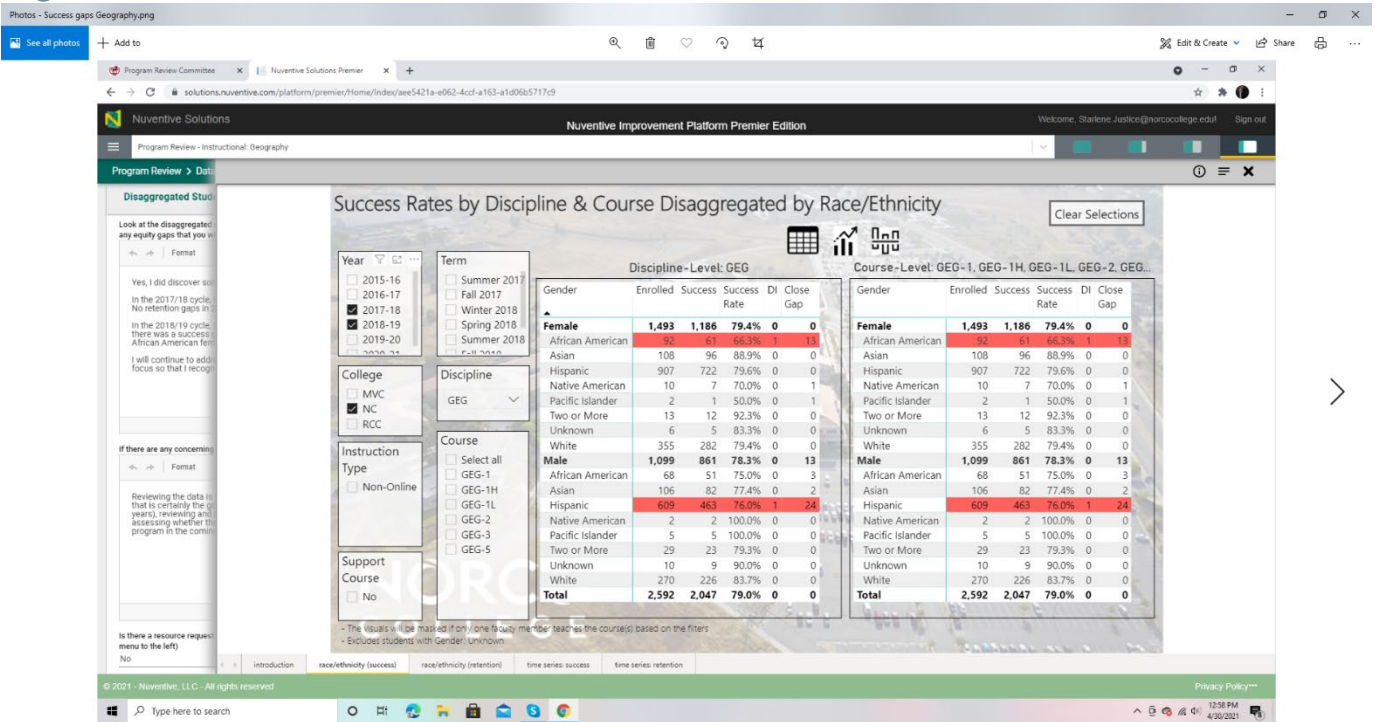 Photos - Success gaps Geography.png
See all photos
Add to
Edit & Create
Share
Program Review Committee
Nuventive Solutions Premier
solutions.nuventive.com/platform/premier/Home/Index/aee5421a-e062-4ccf-a163-a1d06b5717c9
Nuventive Solutions
Nuventive Improvement Platform Premier Edition
Welcome, Starlene.Justice@norcocollege.edu!
Sign out
Program Review - Instructional: Geography
Program Review > Data
Disaggregated Stud
Look at the disaggregated
any equity gaps that you w
Format
Yes, I did discover so
In the 2017/18 cycle,
No retention gaps in
In the 2018/19 cycle,
there was a success
African American fem
I will continue to add
focus so that I recog
If there are any concerning
Format
Reviewing the data is
that is certainly the
years), reviewing and
assessing whether th
program in the comin
Is there a resource request
menu to the left)
No
Success Rates by Discipline & Course Disaggregated by Race/Ethnicity
Clear Selections
Year
2015-16
2016-17
2017-18
2018-19
2019-20
2020-21
Term
Summer 2017
Fall 2017
Winter 2018
Spring 2018
Summer 2018
Fall 2018
College
MVC
NC
RCC
Discipline
GEG
Instruction
Type
Non-Online
Course
Select all
GEG-1
GEG-1H
GEG-1L
GEG-2
GEG-3
GEG-5
Support
Course
No
Discipline-Level: GEG
Gender Enrolled Success Success Rate DI Close Gap
Female 1,493 1,186 79.4% 0 0
African American 92 61 66.3% 1 13
Asian 108 96 88.9% 0 0
Hispanic 907 722 79.6% 0 0
Native American 10 7 70.0% 0 1
Pacific Islander 2 1 50.0% 0 1
Two or More 13 12 92.3% 0 0
Unknown 6 5 83.3% 0 0
White 355 282 79.4% 0 0
Male 1,099 861 78.3% 0 13
African American 68 51 75.0% 0 3
Asian 106 82 77.4% 0 2
Hispanic 609 463 76.0% 1 24
Native American 2 2 100.0% 0 0
Pacific Islander 5 5 100.0% 0 0
Two or More 29 23 79.3% 0 0
Unknown 10 9 90.0% 0 0
White 270 226 83.7% 0 0
Total 2,592 2,047 79.0% 0 0
Course-Level: GEG-1, GEG-1H, GEG-1L, GEG-2, GEG...
Gender Enrolled Success Success Rate DI Close Gap
Female 1,493 1,186 79.4% 0 0
African American 92 61 66.3% 1 13
Asian 108 96 88.9% 0 0
Hispanic 907 722 79.6% 0 0
Native American 10 7 70.0% 0 1
Pacific Islander 2 1 50.0% 0 1
Two or More 13 12 92.3% 0 0
Unknown 6 5 83.3% 0 0
White 355 282 79.4% 0 0
Male 1,099 861 78.3% 0 13
African American 68 51 75.0% 0 3
Asian 106 82 77.4% 0 2
Hispanic 609 463 76.0% 1 24
Native American 2 2 100.0% 0 0
Pacific Islander 5 5 100.0% 0 0
Two or More 29 23 79.3% 0 0
Unknown 10 9 90.0% 0 0
White 270 226 83.7% 0 0
Total 2,592 2,047 79.0% 0 0
- The visuals will be masked if only one faculty member teaches the course(s) based on the filters
- Excludes students with Gender: Unknown
introduction
race/ethnicity (success)
race/ethnicity (retention)
time series: success
time series: retention
© 2021 - Nuventive, LLC - All rights reserved
Privacy Policy
Type here to search
12:58 PM
4/30/2021